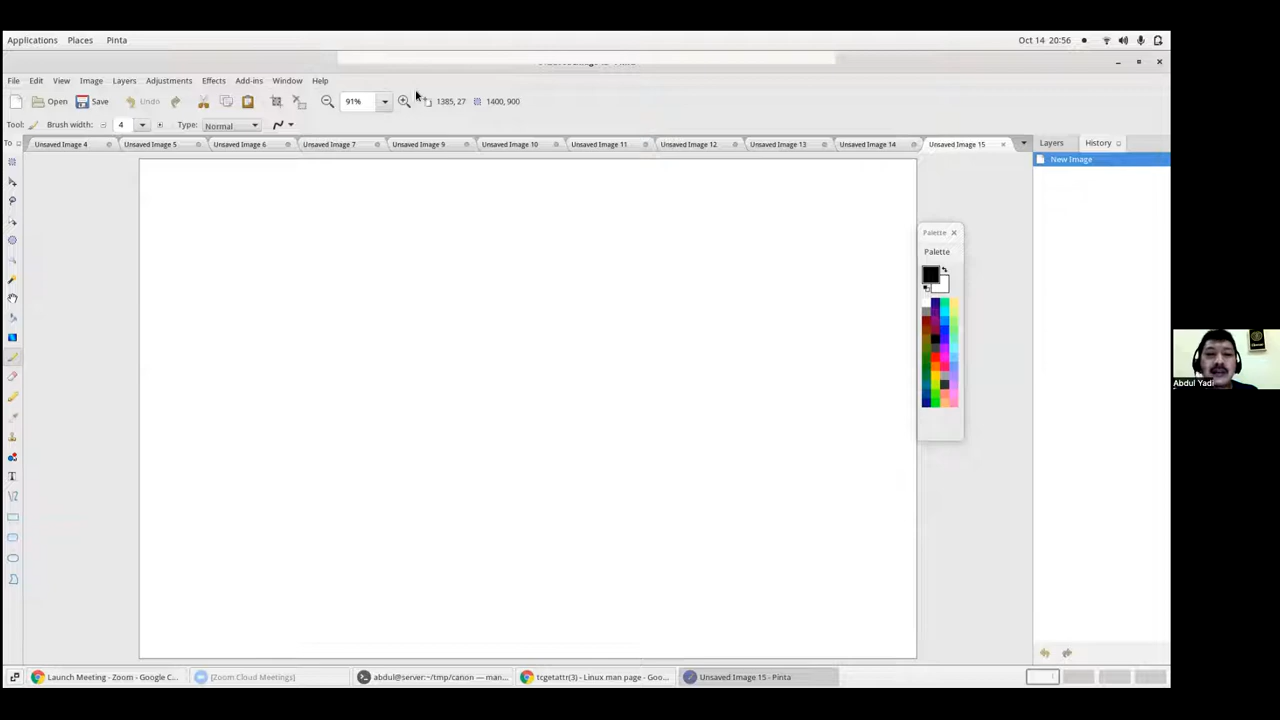 Applications Places Pinta Oct 14 20:56
File Edit View Image Layers Adjustments Effects Add-ins Window Help
Open Save Undo 91% 1385, 27 1400, 900
Tool: Brush width: 4 Type: Normal
To Unsaved Image 4 Unsaved Image 5 Unsaved Image 6 Unsaved Image 7 Unsaved Image 9 Unsaved Image 10 Unsaved Image 11 Unsaved Image 12 Unsaved Image 13 Unsaved Image 14 Unsaved Image 15 Layers History
New Image
Palette
Palette
Abdul Yadi
Launch Meeting - Zoom - Google C... [Zoom Cloud Meetings] abdul@server:~/tmp/canon — man... tcgetattr(3) - Linux man page - Goo... Unsaved Image 15 - Pinta